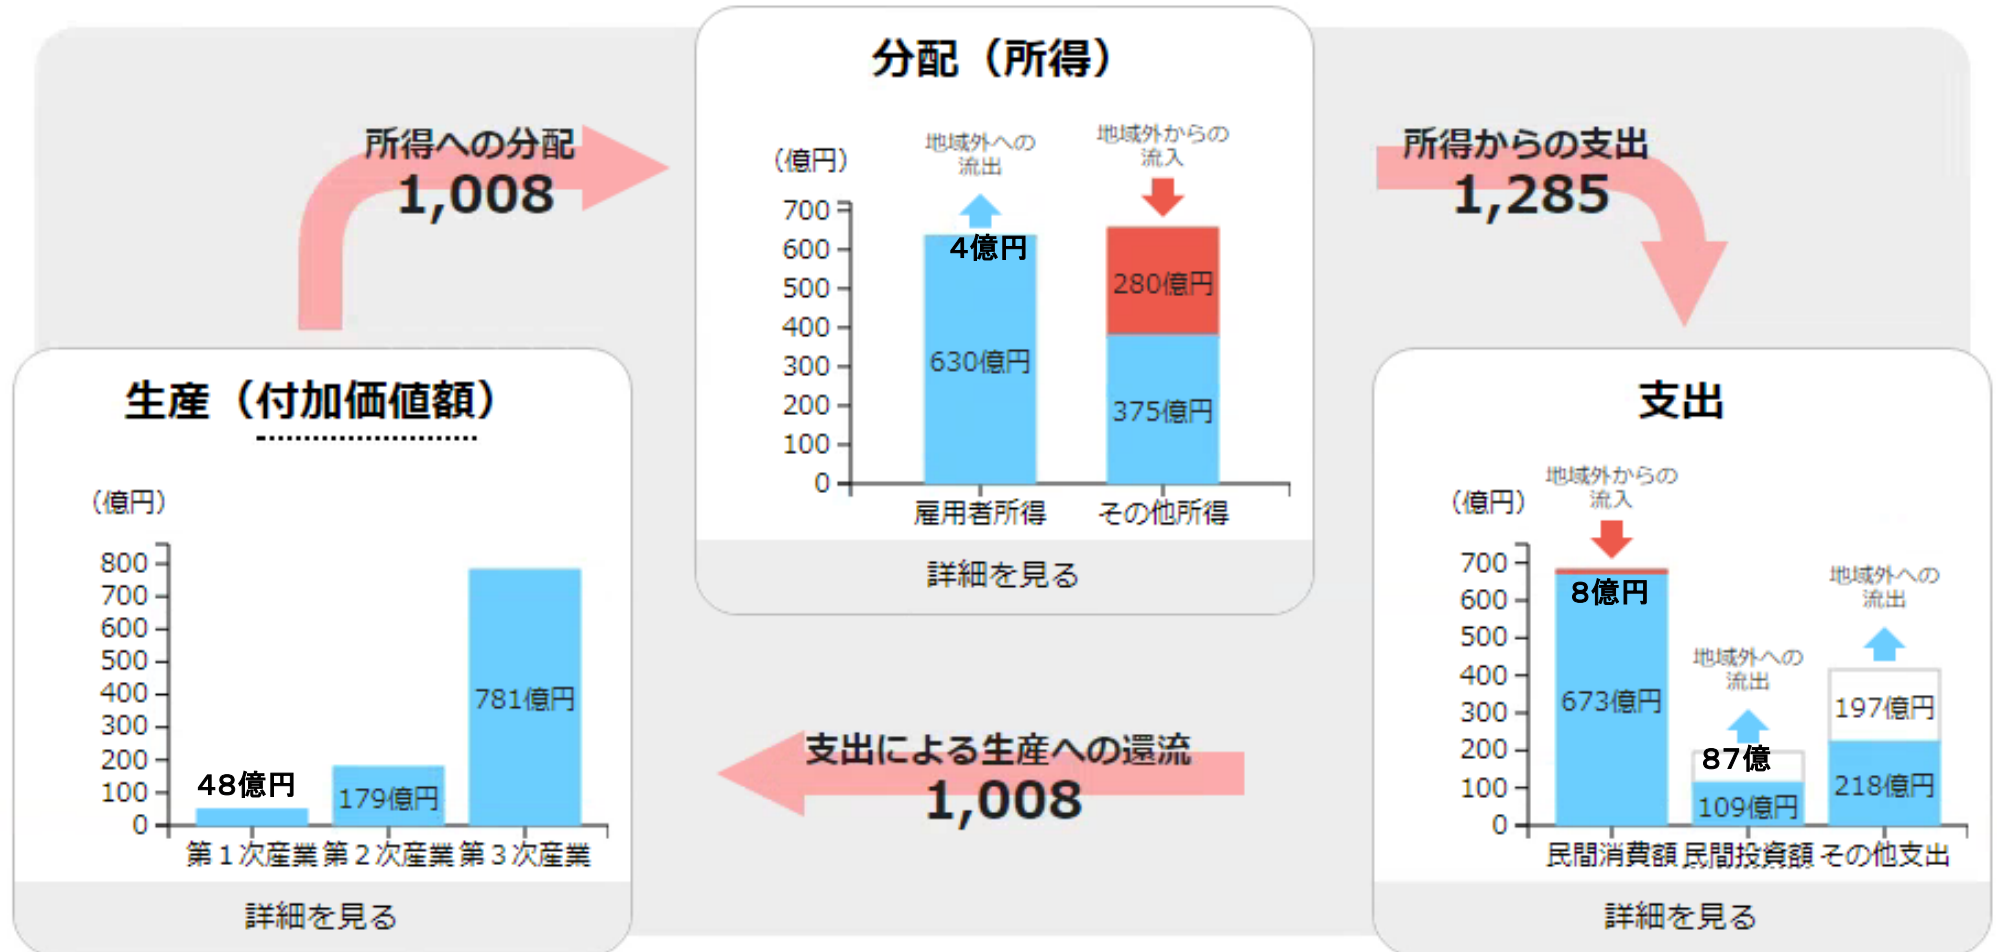 分配（所得）
所得への分配
1,008
所得からの支出
1,285
（億円）
地域外への
流出
地域外からの
流入
700
600
500
400
300
200
100
0
4億円
630億円
280億円
375億円
雇用者所得
その他所得
詳細を見る
生産（付加価値額）
（億円）
800
700
600
500
400
300
200
100
0
48億円
179億円
781億円
第１次産業
第２次産業
第３次産業
詳細を見る
支出による生産への還流
1,008
支出
（億円）
地域外からの
流入
地域外への
流出
地域外への
流出
700
600
500
400
300
200
100
0
8億円
673億円
87億
109億円
197億円
218億円
民間消費額
民間投資額
その他支出
詳細を見る